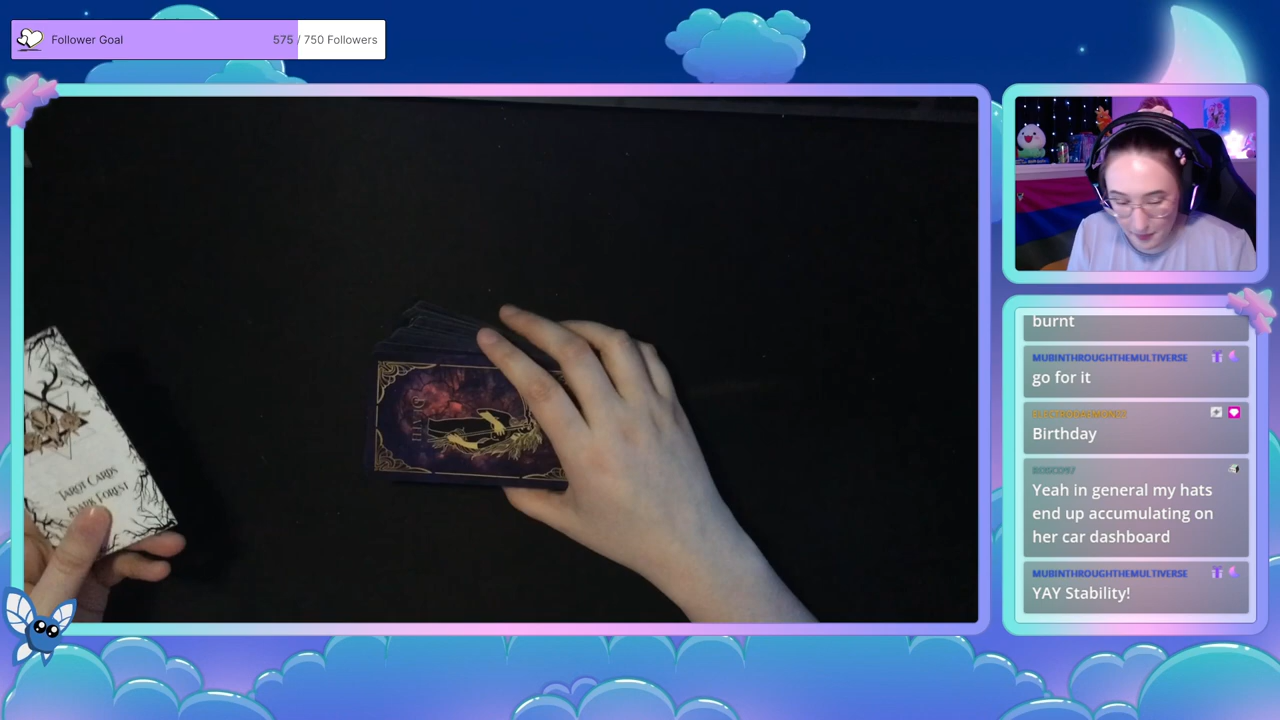 Follower Goal
575 / 750 Followers
TAROT CARDS
DARK FOREST
DEATH
burnt
MUBINTHROUGHTHEMULTIVERSE
go for it
Birthday
Yeah in general my hats
end up accumulating on
her car dashboard
MUBINTHROUGHTHEMULTIVERSE
YAY Stability!